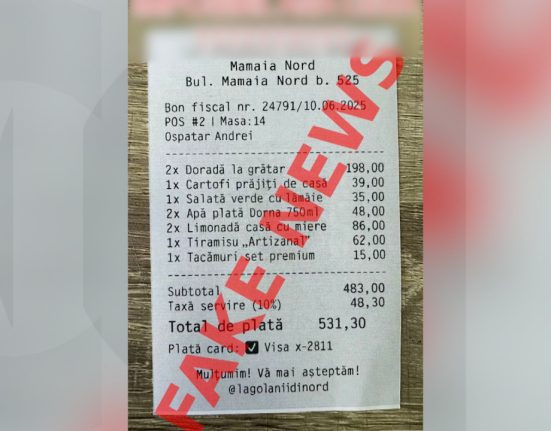 Mamaia Nord
Bul. Mamaia Nord b. 525
Bon fiscal nr. 24791/10.06.2025
POS #2 | Masa:14
Ospatar Andrei
2x Doradă la grătar 198,00
1x Cartofi prăjiți de casă 39,00
1x Salată verde cu lămâie 35,00
2x Apă plată Dorna 750ml 48,00
2x Limonadă casă cu miere 86,00
1x Tiramisu „Artizanal" 62,00
1x Tacâmuri set premium 15,00
Subtotal 483,00
Taxă servire (10%) 48,30
Total de plată 531,30
Plată card: ☑ Visa x-2811
Mulțumim! Vă mai așteptăm!
@lagolaniidinord
FAKE NEWS